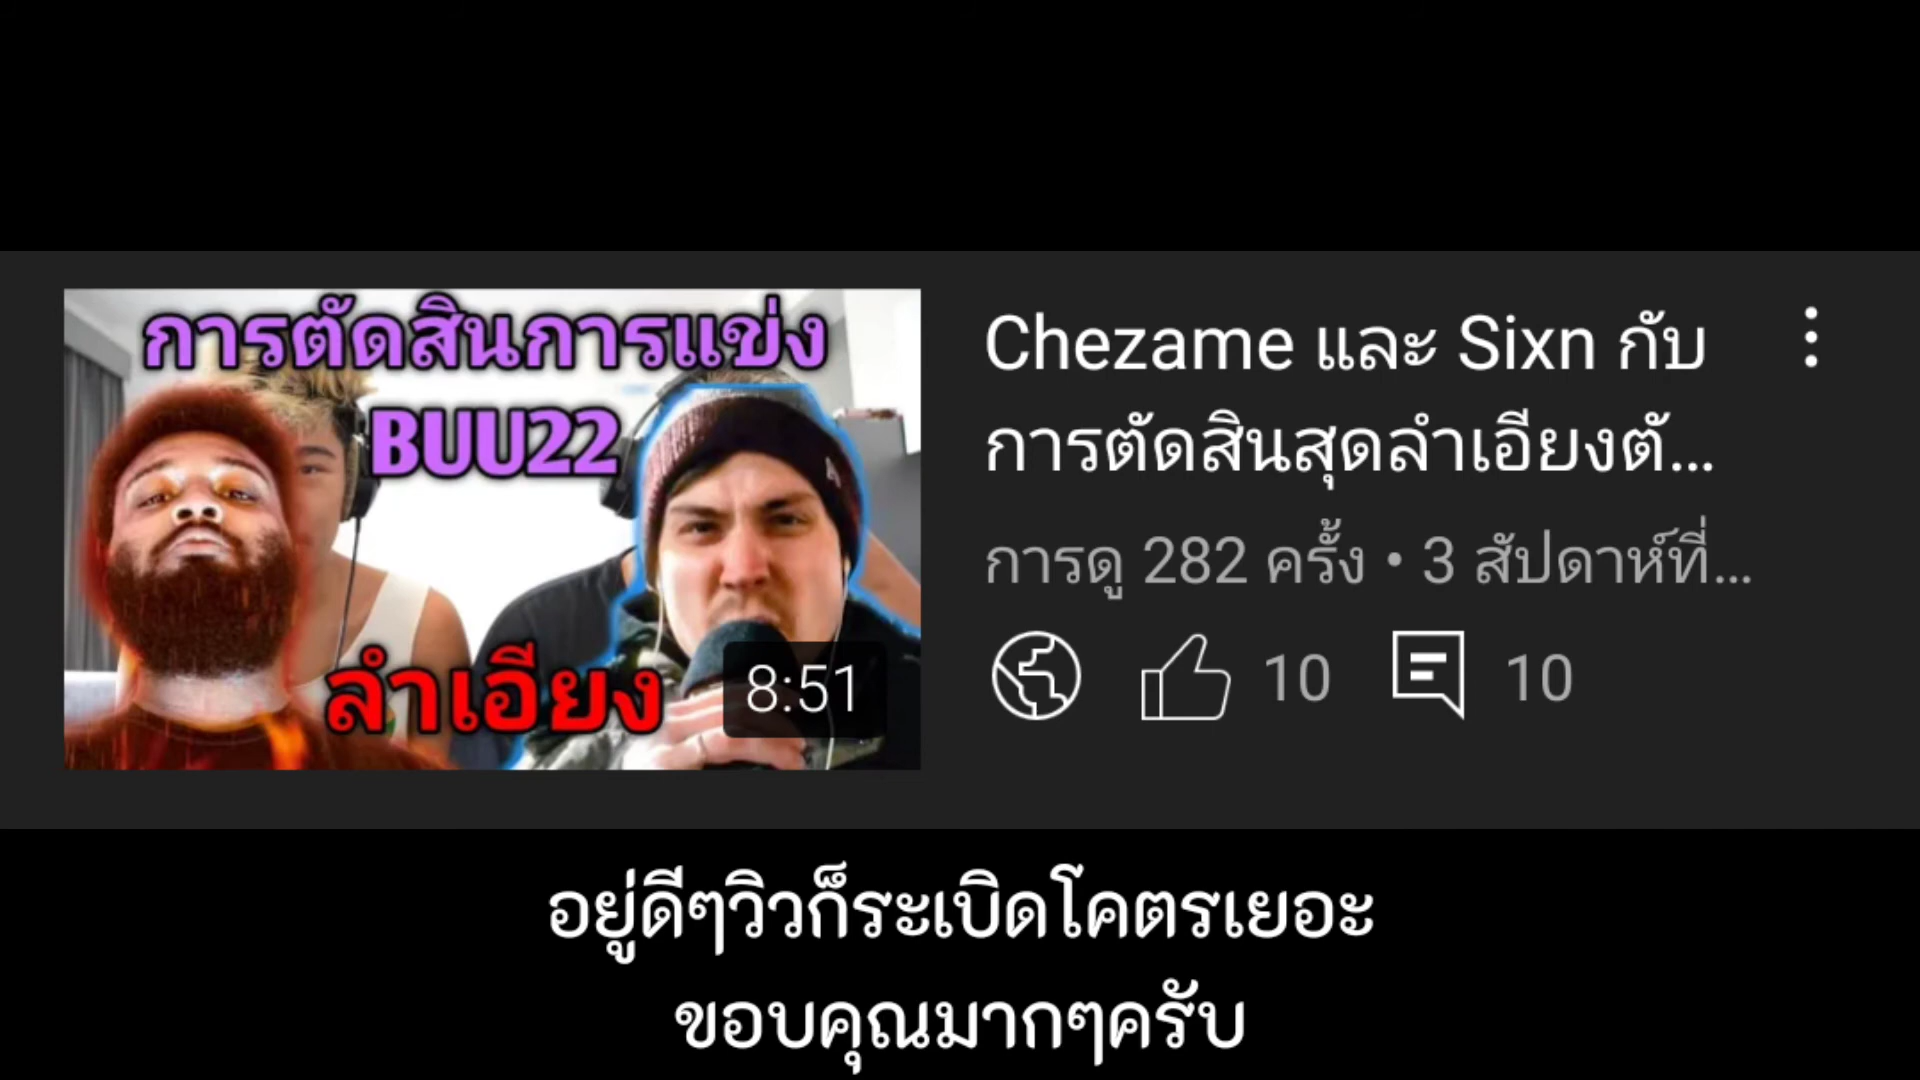 การตัดสินการแข่ง
BUU22
ลำเอียง
8:51
Chezame และ Sixn กับ
การตัดสินสุดลำเอียงตั...
การดู 282 ครั้ง • 3 สัปดาห์ที่...
10
10
อยู่ดีๆวิวก็ระเบิดโคตรเยอะ
ขอบคุณมากๆครับ